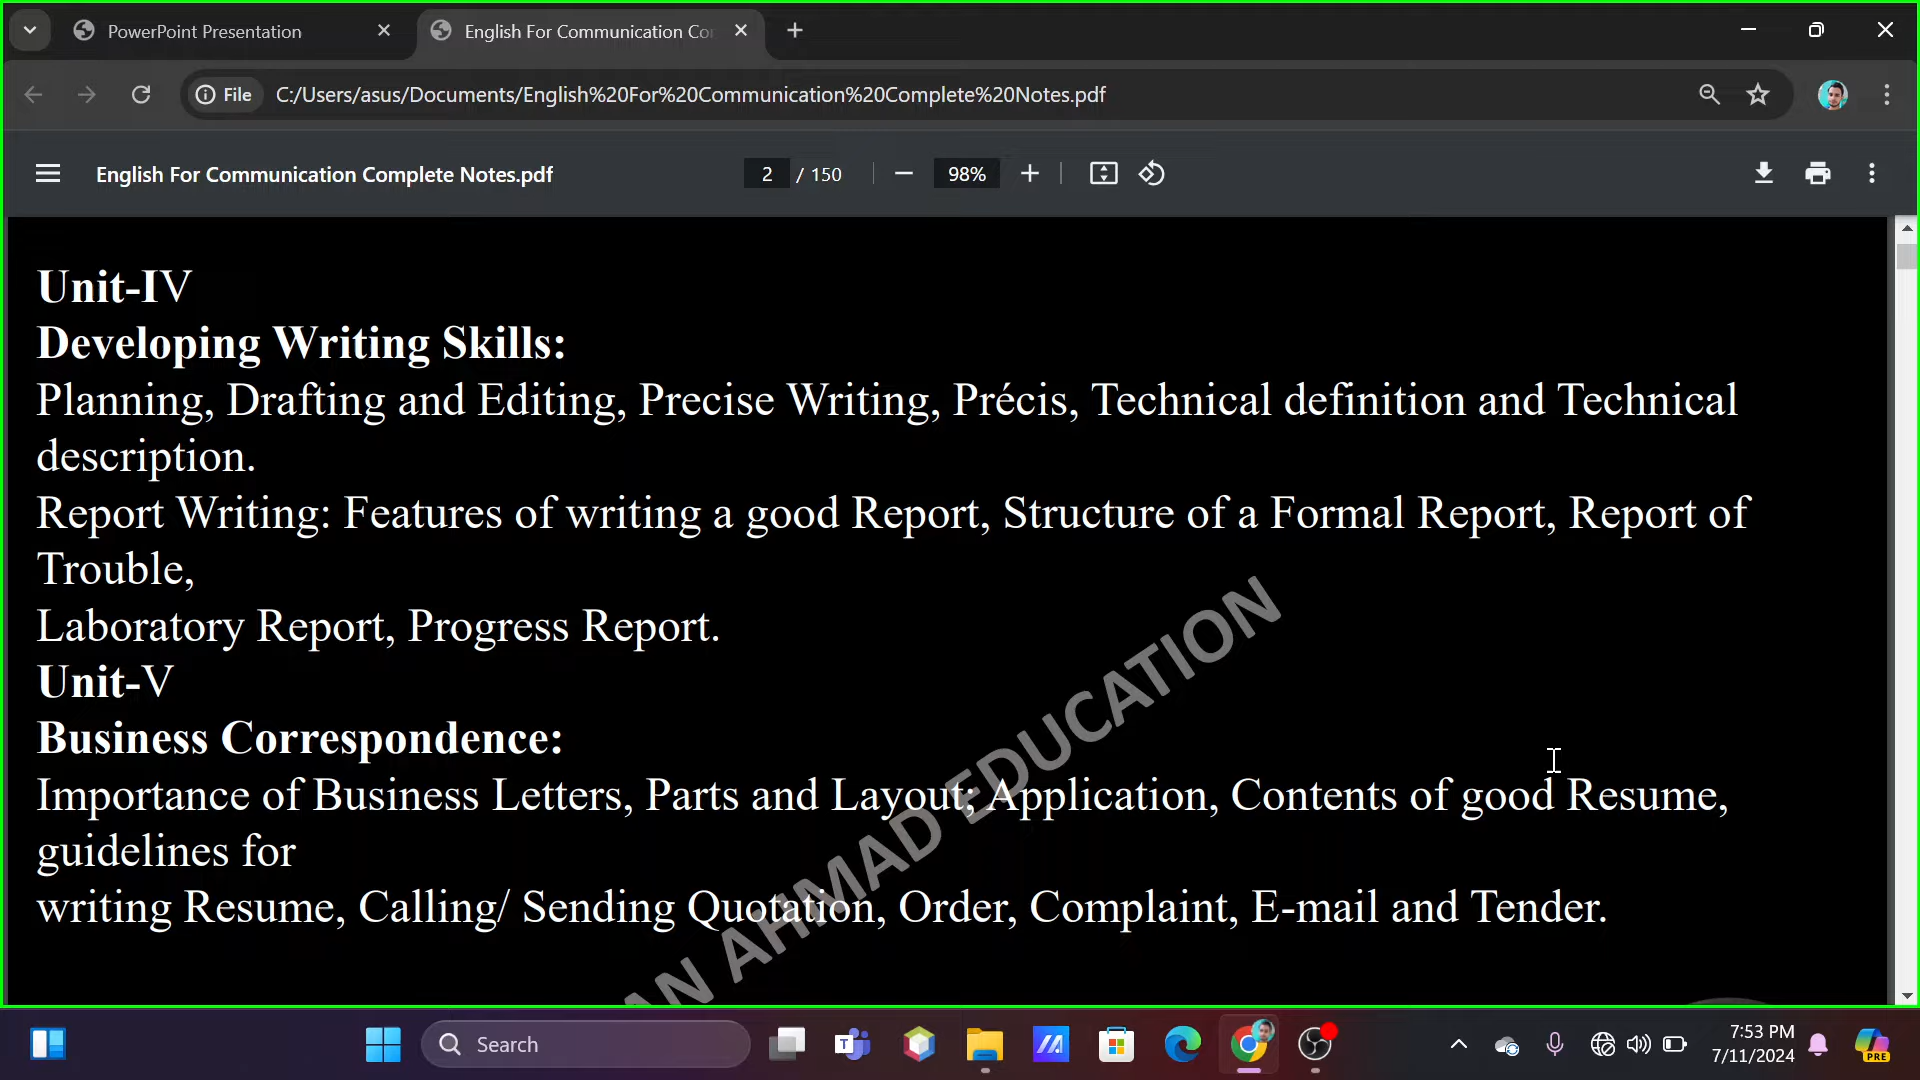 PowerPoint Presentation
English For Communication Co
File
C:/Users/asus/Documents/English%20For%20Communication%20Complete%20Notes.pdf
English For Communication Complete Notes.pdf
2 / 150
98%
Unit-IV
Developing Writing Skills:
Planning, Drafting and Editing, Precise Writing, Précis, Technical definition and Technical
description.
Report Writing: Features of writing a good Report, Structure of a Formal Report, Report of
Trouble,
Laboratory Report, Progress Report.
Unit-V
Business Correspondence:
Importance of Business Letters, Parts and Layout; Application, Contents of good Resume,
guidelines for
writing Resume, Calling/ Sending Quotation, Order, Complaint, E-mail and Tender.
AN AHMAD EDUCATION
Search
7:53 PM
7/11/2024
PRE